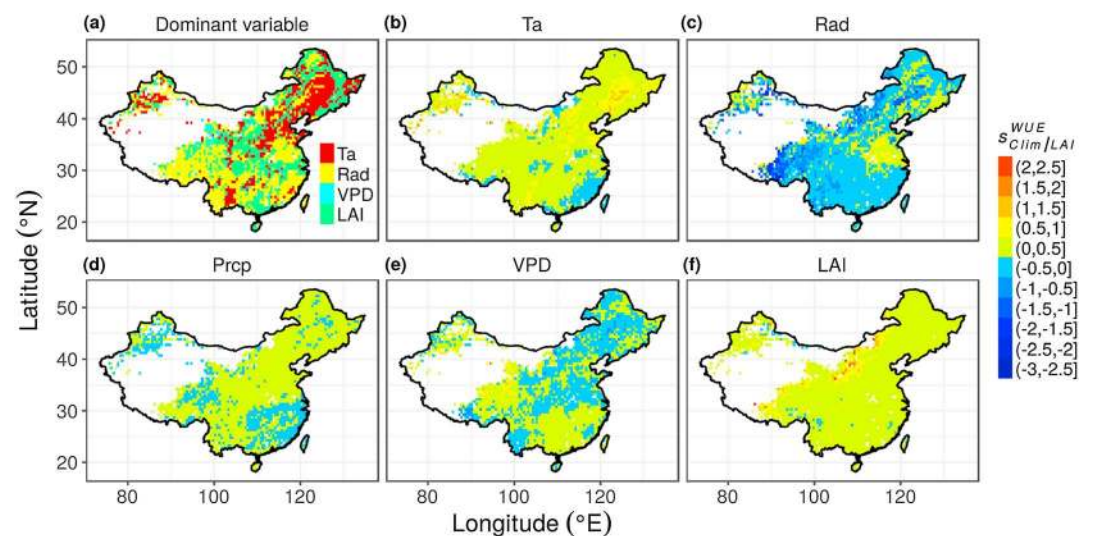 (a) Dominant variable
(b) Ta
(c) Rad
50
40
30
20
Ta
Rad
VPD
LAI
(d) Prcp
(e) VPD
(f) LAI
50
40
30
20
80 100 120
80 100 120
80 100 120
Latitude (°N)
Longitude (°E)
S WUE Clim/LAI
(2,2.5]
(1.5,2]
(1,1.5]
(0.5,1]
(0,0.5]
(-0.5,0]
(-1,-0.5]
(-1.5,-1]
(-2,-1.5]
(-2.5,-2]
(-3,-2.5]